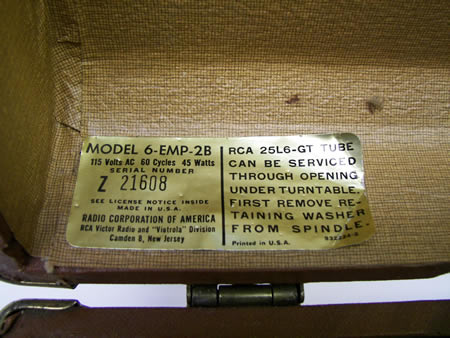 MODEL 6-EMP-2B
115 Volts AC 60 Cycles 45 Watts
SERIAL NUMBER
Z 21608
SEE LICENSE NOTICE INSIDE
MADE IN U.S.A.
RADIO CORPORATION OF AMERICA
RCA Victor Radio and "Victrola" Division
Camden 8, New Jersey
RCA 25L6-GT TUBE
CAN BE SERVICED
THROUGH OPENING
UNDER TURNTABLE.
FIRST REMOVE RE-
TAINING WASHER
FROM SPINDLE.
Printed in U.S.A.